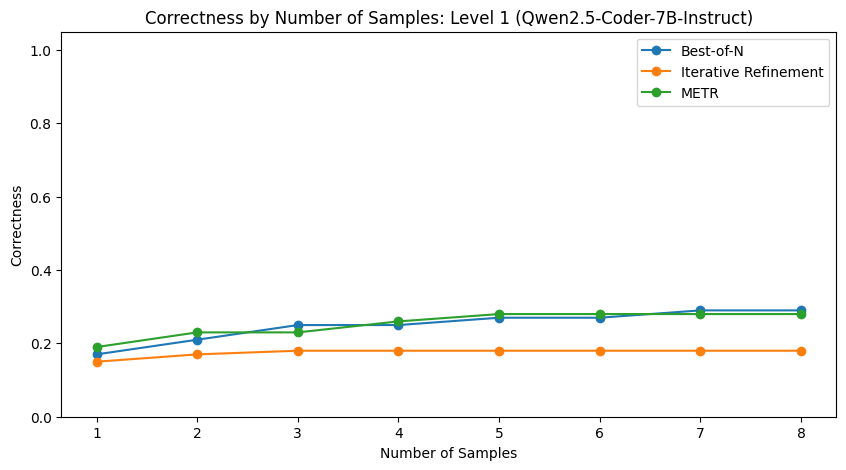 Correctness by Number of Samples: Level 1 (Qwen2.5-Coder-7B-Instruct)
Best-of-N
Iterative Refinement
METR
Correctness
1.0
0.8
0.6
0.4
0.2
0.0
1 2 3 4 5 6 7 8
Number of Samples